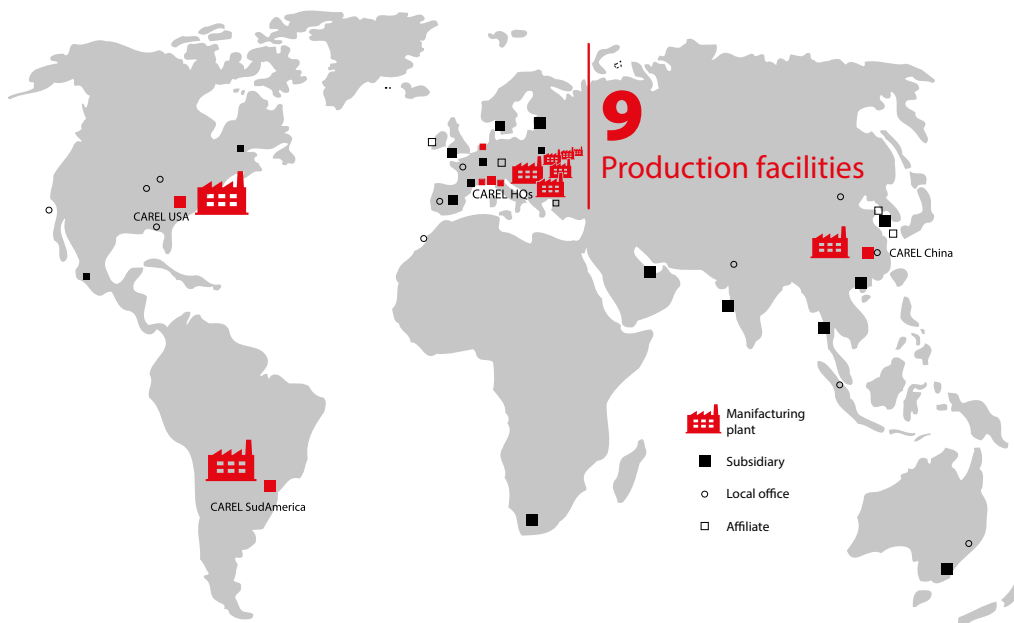 9
Production facilities
CAREL USA
CAREL HQs
CAREL China
CAREL SudAmerica
Manifacturing
plant
Subsidiary
Local office
Affiliate